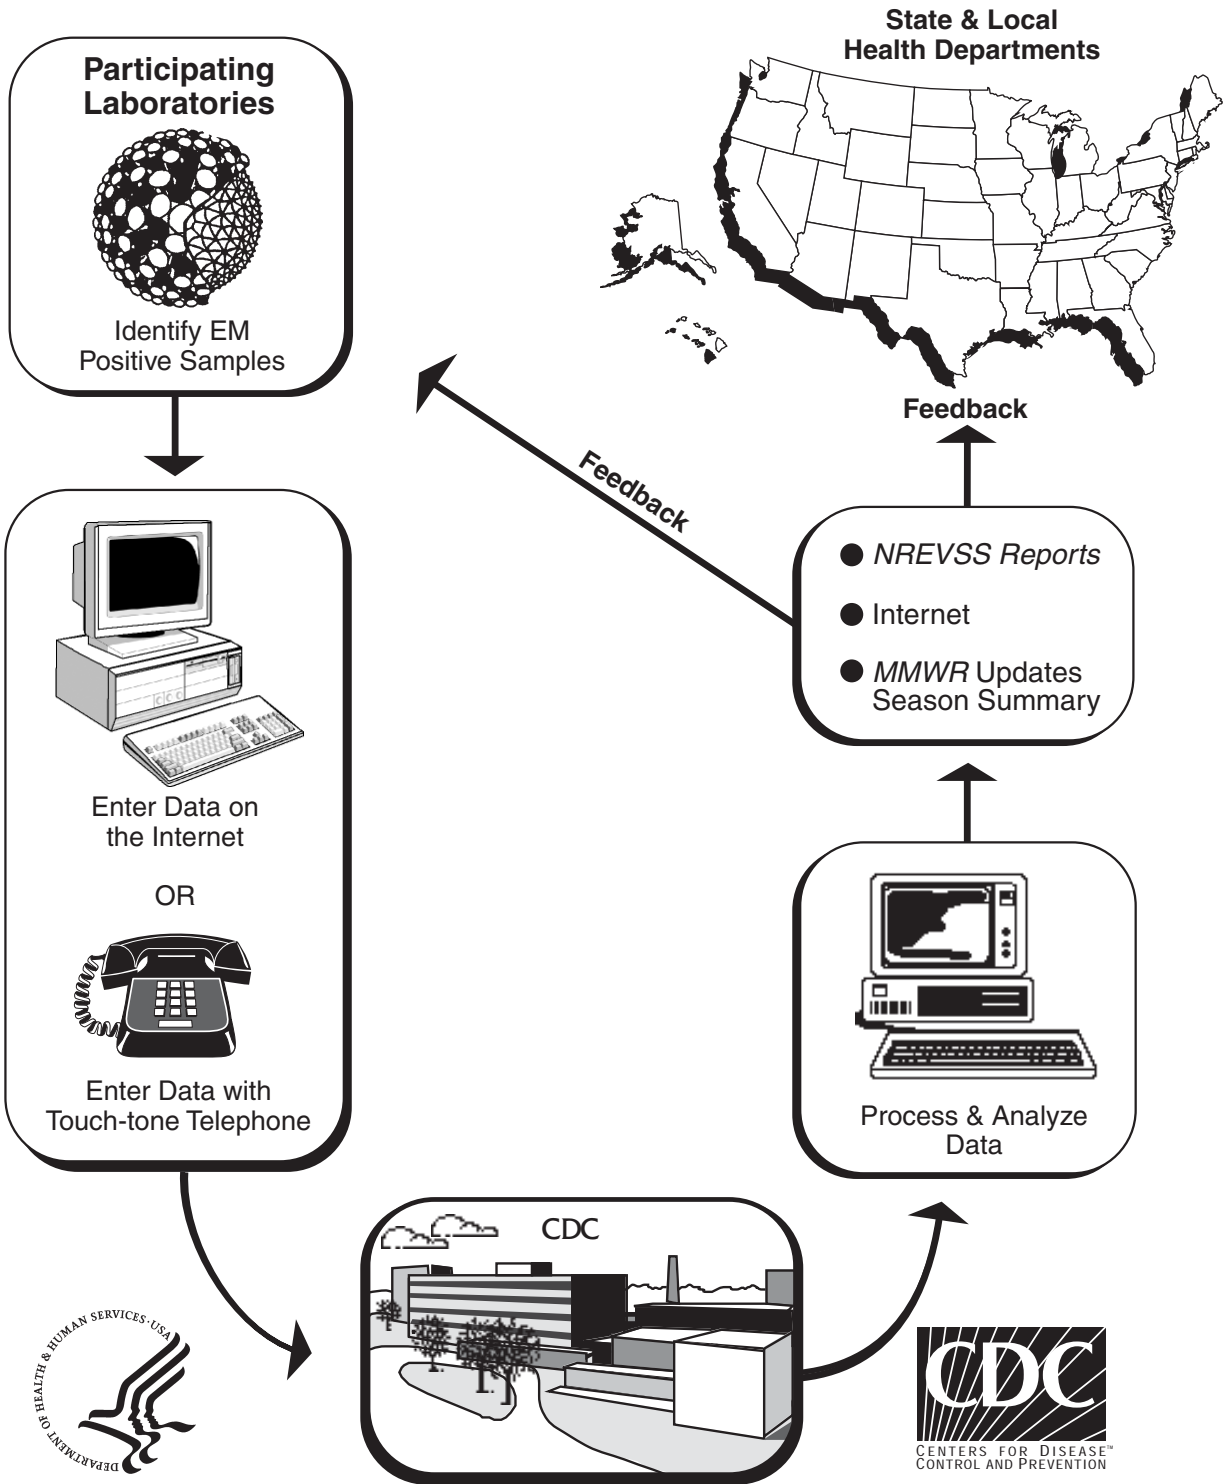 Participating
Laboratories
Identify EM
Positive Samples
Enter Data on
the Internet
OR
Enter Data with
Touch-tone Telephone
CDC
Process & Analyze
Data
NREVSS Reports
Internet
MMWR Updates
Season Summary
Feedback
Feedback
State & Local
Health Departments
DEPARTMENT OF HEALTH & HUMAN SERVICES·USA
CDC
CENTERS FOR DISEASE™
CONTROL AND PREVENTION